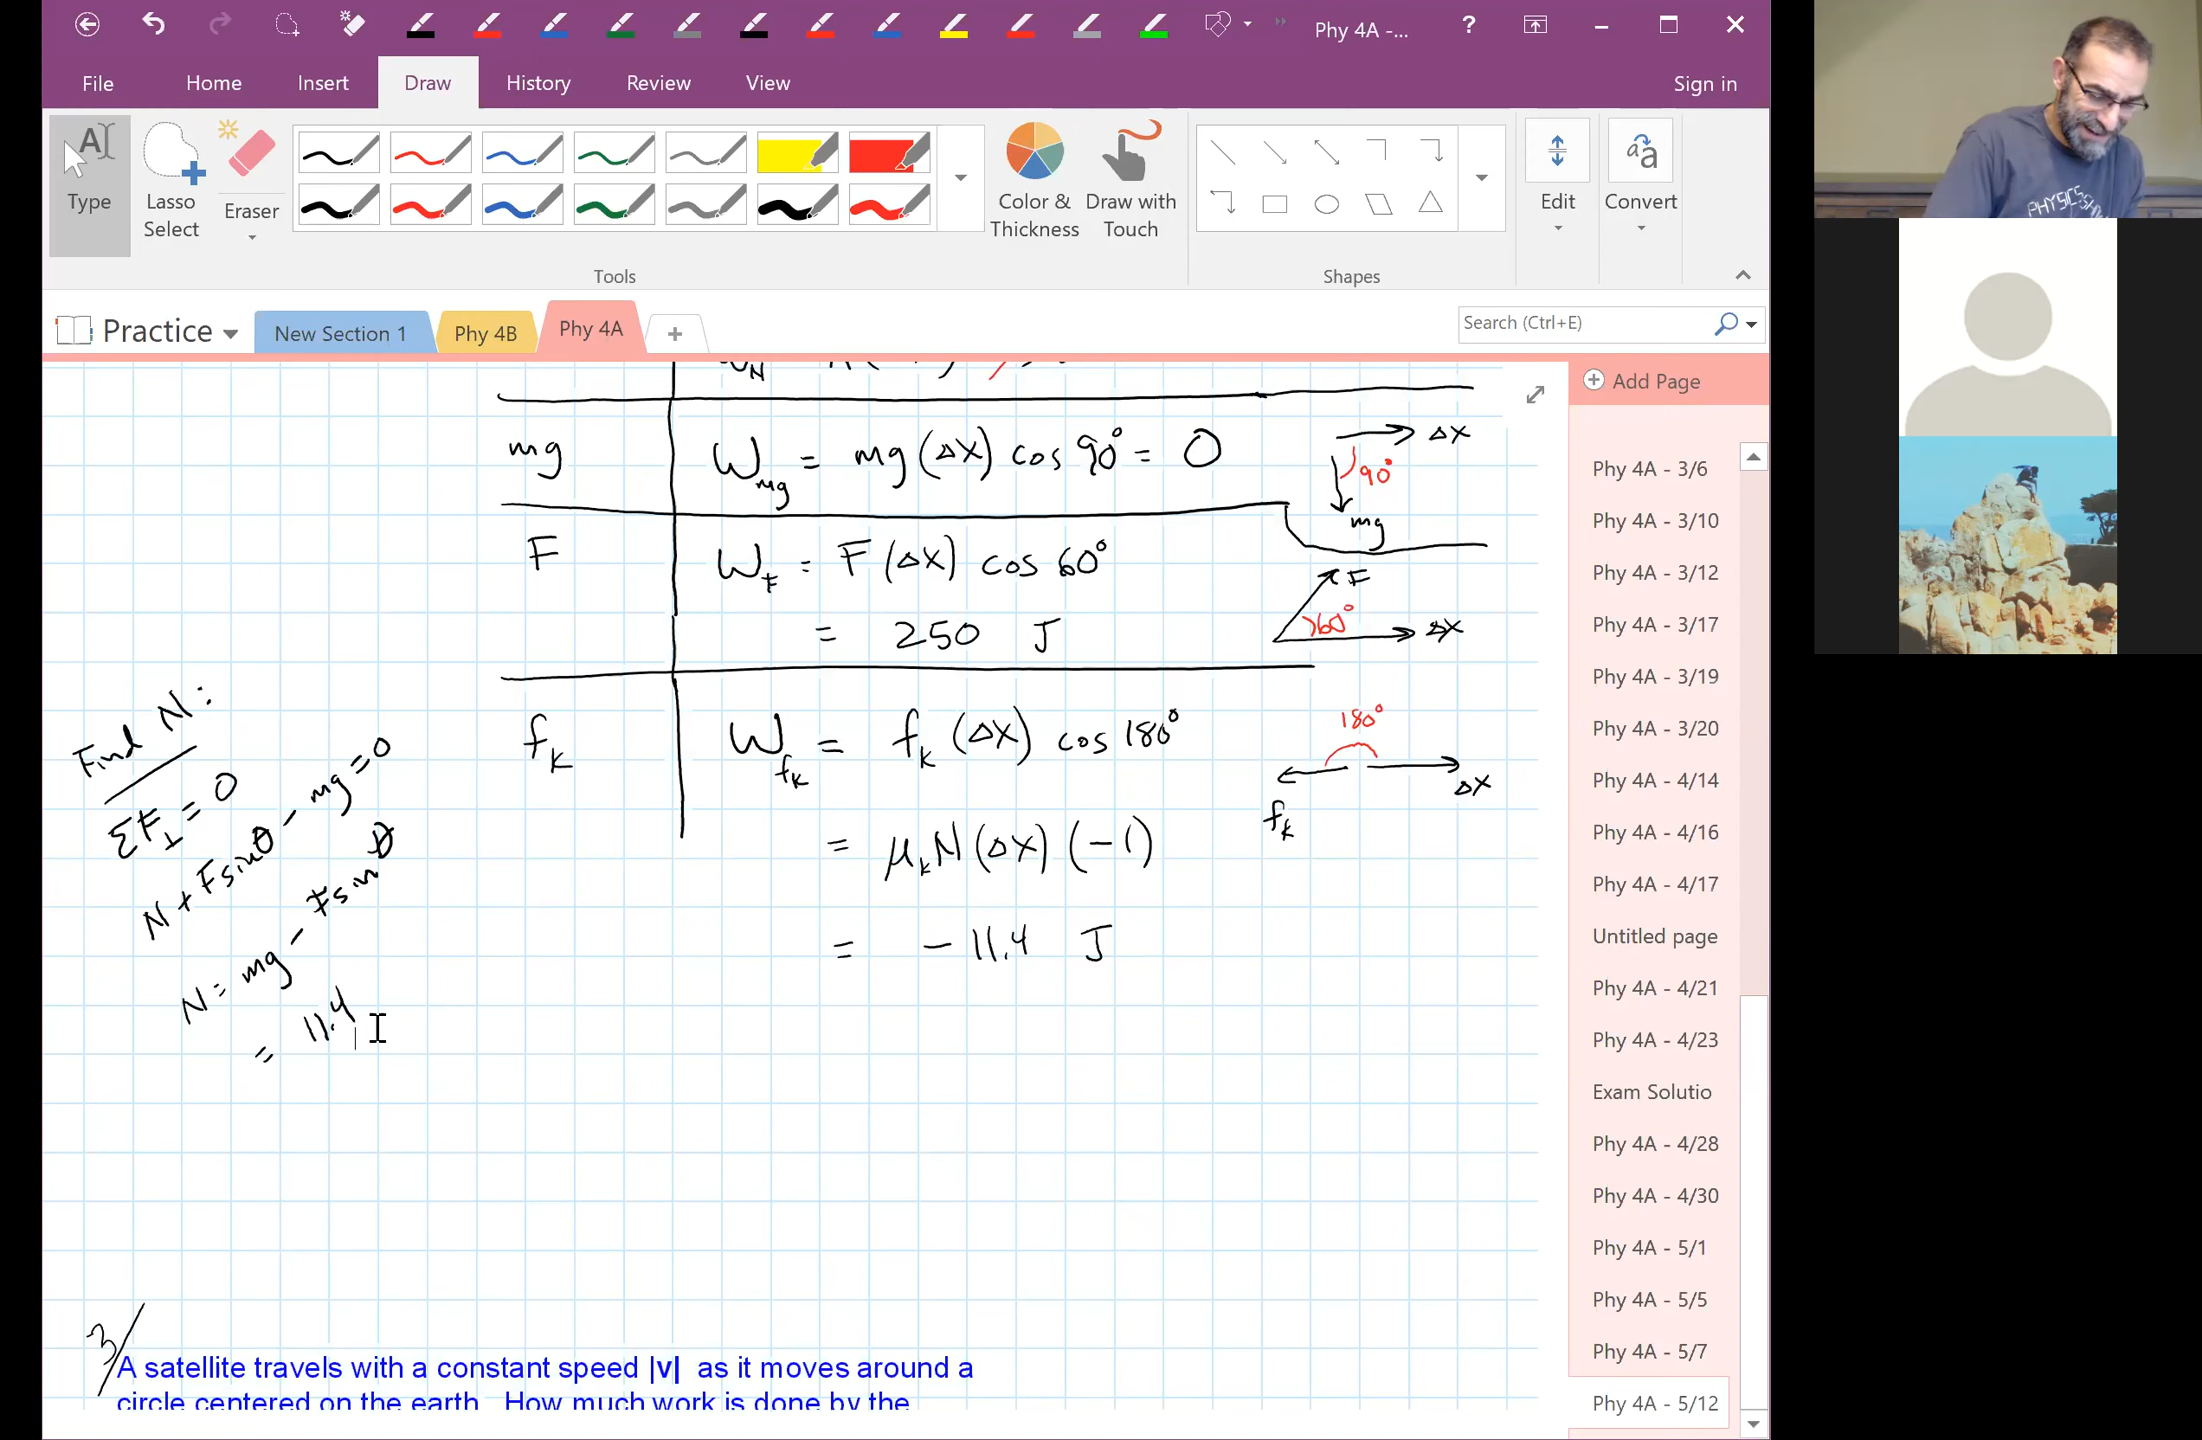 Phy 4A -...
?
File
Home
Insert
Draw
History
Review
View
Sign in
Type
Lasso Select
Eraser
Color & Thickness
Draw with Touch
Edit
Convert
Tools
Shapes
Practice
New Section 1
Phy 4B
Phy 4A
Search (Ctrl+E)
Add Page
Phy 4A - 3/6
Phy 4A - 3/10
Phy 4A - 3/12
Phy 4A - 3/17
Phy 4A - 3/19
Phy 4A - 3/20
Phy 4A - 4/14
Phy 4A - 4/16
Phy 4A - 4/17
Untitled page
Phy 4A - 4/21
Phy 4A - 4/23
Exam Solutio
Phy 4A - 4/28
Phy 4A - 4/30
Phy 4A - 5/1
Phy 4A - 5/5
Phy 4A - 5/7
Phy 4A - 5/12
mg
W_mg = mg (Δx) cos 90° = 0
Δx
90°
mg
F
W_F = F (Δx) cos 60°
= 250 J
F
60°
Δx
f_k
W_fk = f_k (Δx) cos 180°
180°
Δx
f_k
= μ_k N (Δx) (-1)
= - 11.4 J
Find N:
ΣF⊥ = 0
N + F sin θ - mg = 0
N = mg - F sin θ
= 11.4
3/
A satellite travels with a constant speed |v| as it moves around a
circle centered on the earth. How much work is done by the
PHYSICS